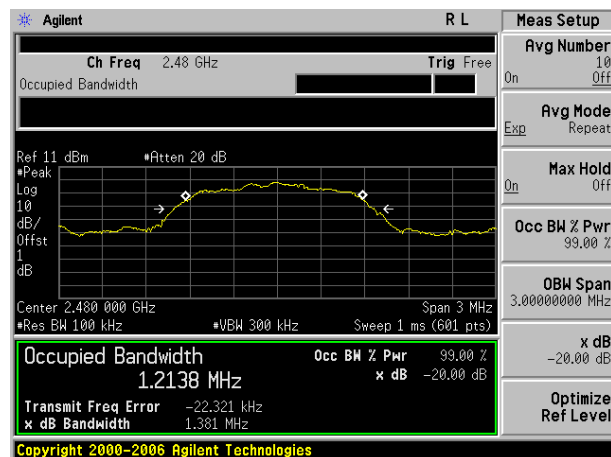 Agilent R L
Ch Freq 2.48 GHz Trig Free
Occupied Bandwidth
Ref 11 dBm #Atten 20 dB
#Peak
Log
10
dB/
Offst
1
dB
Center 2.480 000 GHz Span 3 MHz
#Res BW 100 kHz #VBW 300 kHz Sweep 1 ms (601 pts)
Occupied Bandwidth Occ BW % Pwr 99.00 %
1.2138 MHz x dB -20.00 dB
Transmit Freq Error -22.321 kHz
x dB Bandwidth 1.381 MHz
Copyright 2000-2006 Agilent Technologies
Meas Setup
Avg Number
10
On Off
Avg Mode
Exp Repeat
Max Hold
On Off
Occ BW % Pwr
99.00 %
OBW Span
3.00000000 MHz
x dB
-20.00 dB
Optimize
Ref Level